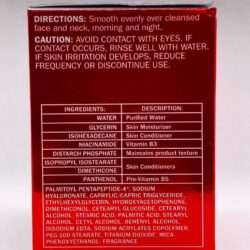 DIRECTIONS: Smooth evenly over cleansed
face and neck, morning and night.
CAUTION: AVOID CONTACT WITH EYES. IF
CONTACT OCCURS, RINSE WELL WITH WATER.
IF SKIN IRRITATION DEVELOPS, REDUCE
FREQUENCY OR DISCONTINUE USE.
INGREDIENTS: DESCRIPTION:
WATER Purified Water
GLYCERIN Skin Moisturizer
ISOHEXADECANE Skin Conditioner
NIACINAMIDE Vitamin B3
DISTARCH PHOSPHATE Maintains product texture
ISOPROPYL ISOSTEARATE
DIMETHICONE Skin Conditioners
PANTHENOL Pro-Vitamin B5
PALMITOYL PENTAPEPTIDE-4*, SODIUM
HYALURONATE, CAPRYLIC/CAPRIC TRIGLYCERIDE,
ETHYLHEXYLGLYCERIN, HYDROXYACETOPHENONE,
DIMETHICONOL, CETEARYL GLUCOSIDE, CETEARYL
ALCOHOL, STEARIC ACID, PALMITIC ACID, STEARYL
ALCOHOL, CETYL ALCOHOL, BEHENYL ALCOHOL,
DISODIUM EDTA, SODIUM ACRYLATES COPOLYMER,
PEG-100 STEARATE, TITANIUM DIOXIDE, MICA,
PHENOXYETHANOL, FRAGRANCE